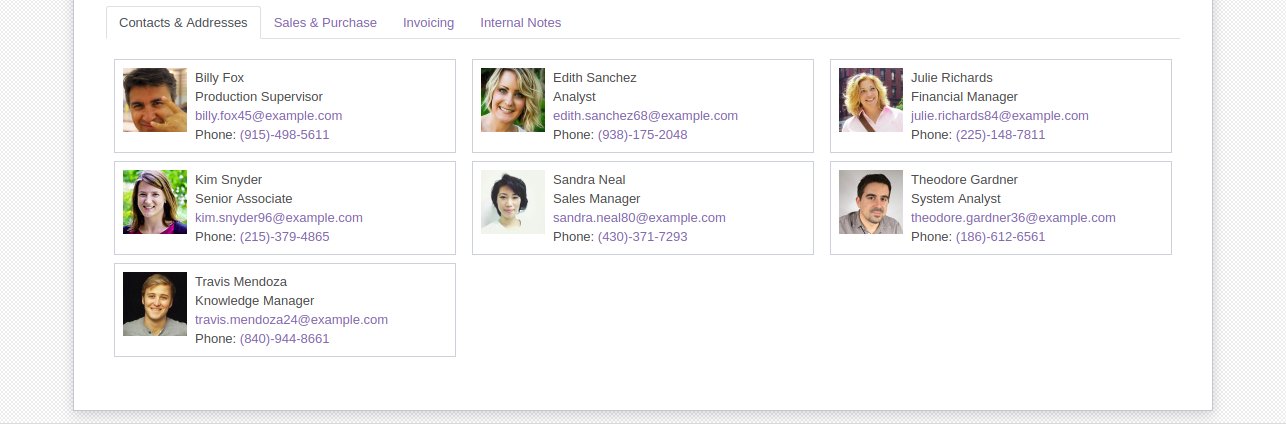 Contacts & Addresses
Sales & Purchase
Invoicing
Internal Notes
Billy Fox
Production Supervisor
billy.fox45@example.com
Phone: (915)-498-5611
Edith Sanchez
Analyst
edith.sanchez68@example.com
Phone: (938)-175-2048
Julie Richards
Financial Manager
julie.richards84@example.com
Phone: (225)-148-7811
Kim Snyder
Senior Associate
kim.snyder96@example.com
Phone: (215)-379-4865
Sandra Neal
Sales Manager
sandra.neal80@example.com
Phone: (430)-371-7293
Theodore Gardner
System Analyst
theodore.gardner36@example.com
Phone: (186)-612-6561
Travis Mendoza
Knowledge Manager
travis.mendoza24@example.com
Phone: (840)-944-8661